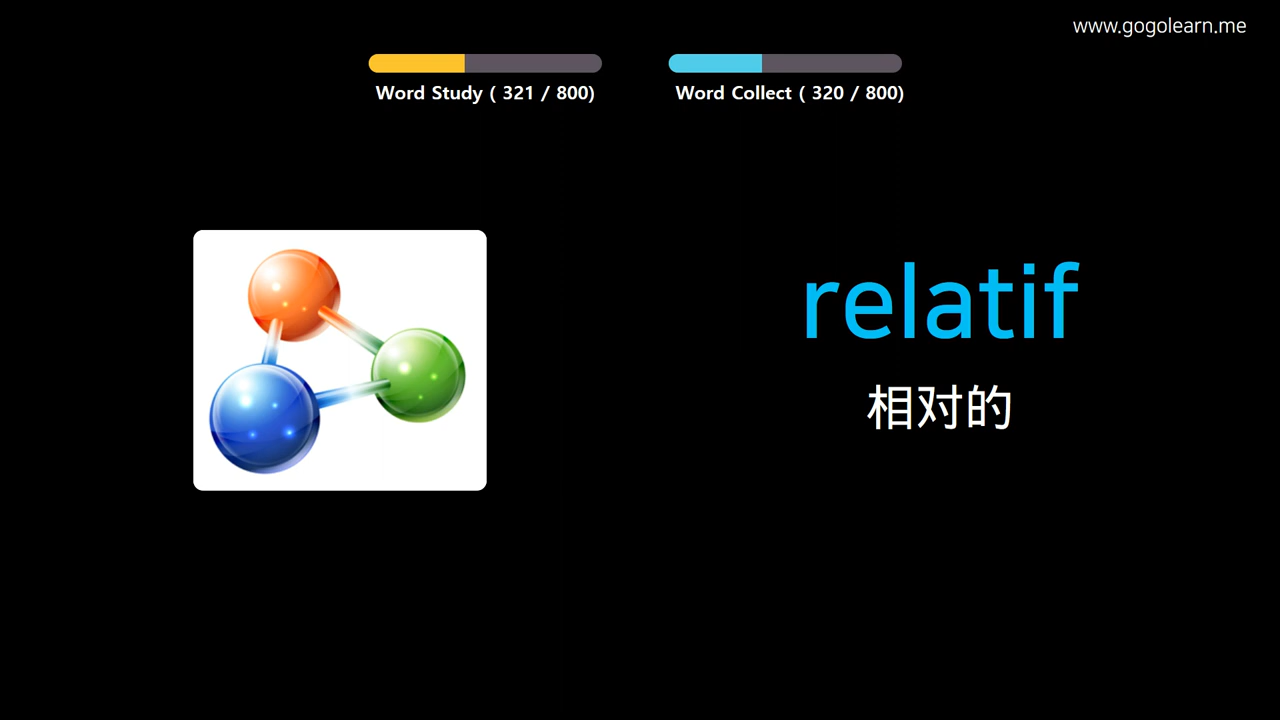 www.gogolearn.me
Word Study ( 321 / 800)
Word Collect ( 320 / 800)
relatif
相对的